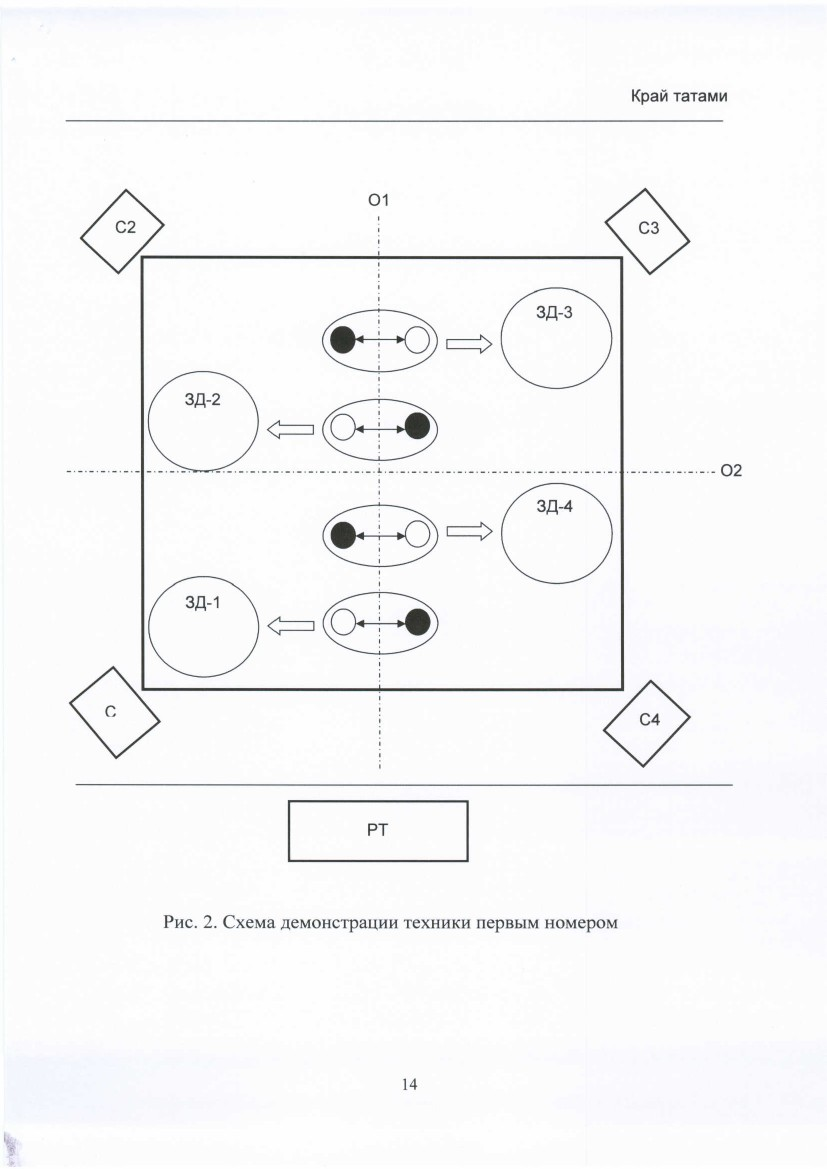 Край татами
О1
С2
С3
ЗД-3
ЗД-2
О2
ЗД-4
ЗД-1
С
С4
РТ
Рис. 2. Схема демонстрации техники первым номером
14